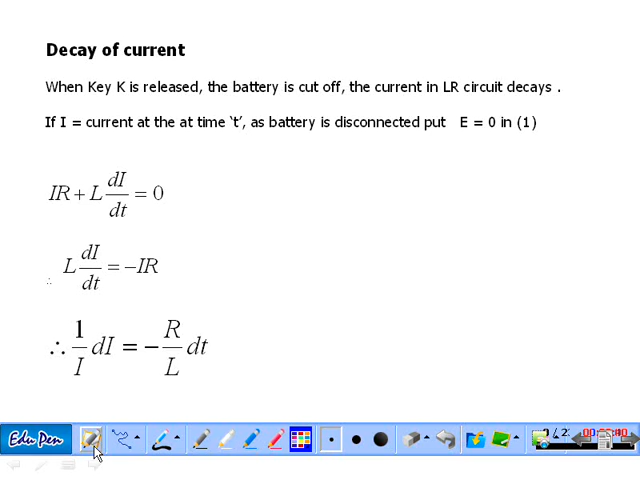 Decay of current
When Key K is released, the battery is cut off, the current in LR circuit decays .
If I = current at the at time ‘t’, as battery is disconnected put E = 0 in (1)
IR + L dI/dt = 0
∴ L dI/dt = −IR
∴ 1/I dI = − R/L dt
Edu Pen